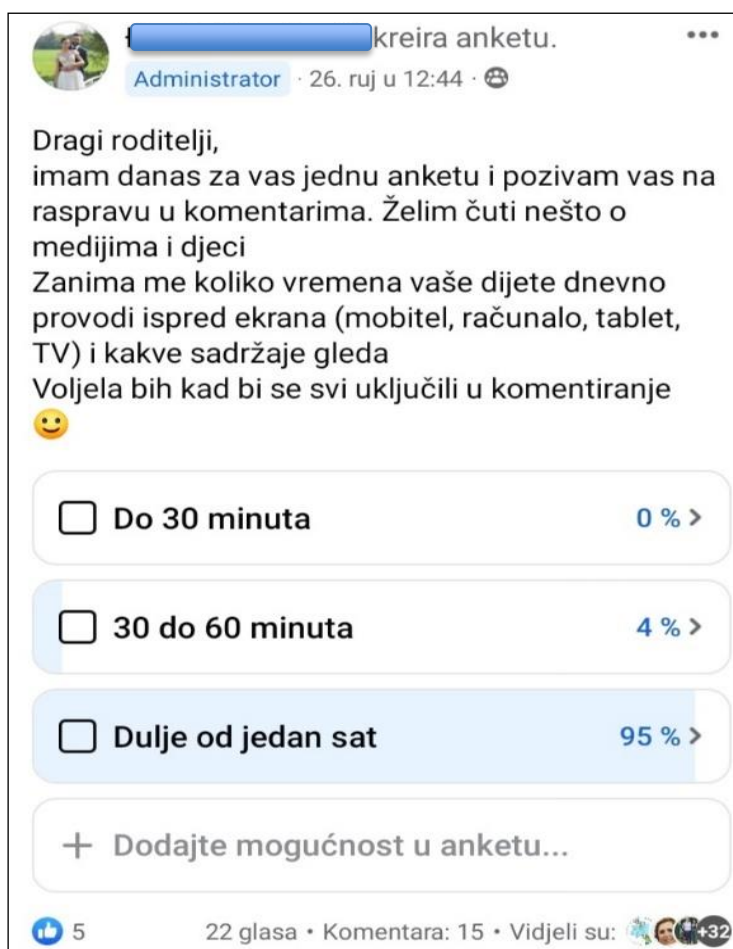 kreira anketu.
Administrator · 26. ruj u 12:44 ·
Dragi roditelji,
imam danas za vas jednu anketu i pozivam vas na
raspravu u komentarima. Želim čuti nešto o
medijima i djeci
Zanima me koliko vremena vaše dijete dnevno
provodi ispred ekrana (mobitel, računalo, tablet,
TV) i kakve sadržaje gleda
Voljela bih kad bi se svi uključili u komentiranje
🙂
Do 30 minuta 0 % >
30 do 60 minuta 4 % >
Dulje od jedan sat 95 % >
+ Dodajte mogućnost u anketu...
5 22 glasa • Komentara: 15 • Vidjeli su: +32